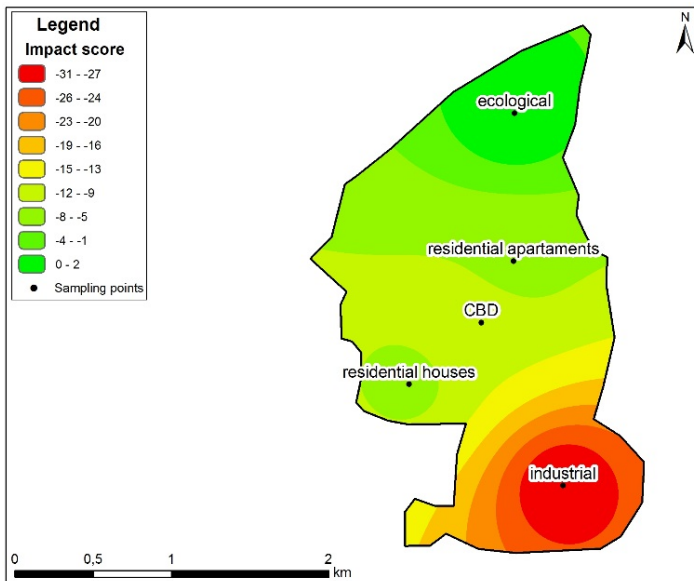 Legend
Impact score
-31 - -27
-26 - -24
-23 - -20
-19 - -16
-15 - -13
-12 - -9
-8 - -5
-4 - -1
0 - 2
Sampling points
N
ecological
residential apartaments
CBD
residential houses
industrial
0 0,5 1 2
km